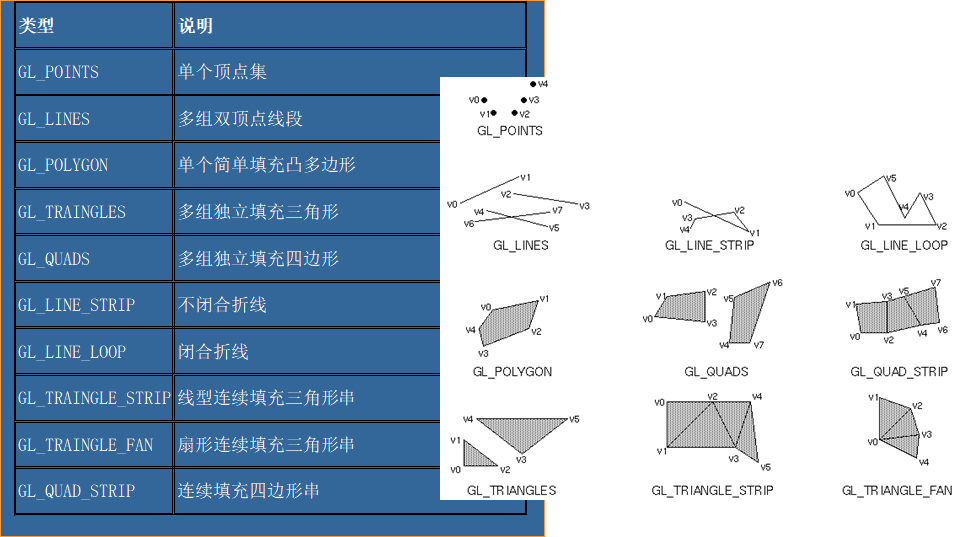 类型 说明
GL_POINTS 单个顶点集
GL_LINES 多组双顶点线段
GL_POLYGON 单个简单填充凸多边形
GL_TRAINGLES 多组独立填充三角形
GL_QUADS 多组独立填充四边形
GL_LINE_STRIP 不闭合折线
GL_LINE_LOOP 闭合折线
GL_TRAINGLE_STRIP 线型连续填充三角形串
GL_TRAINGLE_FAN 扇形连续填充三角形串
GL_QUAD_STRIP 连续填充四边形串
v4
v0 v3
v1 v2
GL_POINTS
v1
v2
v0 v4 v7 v3
v6 v5
GL_LINES
v0
v3 v2
v4 v1
GL_LINE_STRIP
v5
v0 v3
v4
v1 v2
GL_LINE_LOOP
v1
v0
v4 v2
v3
GL_POLYGON
v6
v1 v2 v5
v0 v3
v4 v7
GL_QUADS
v7
v5
v1 v3
v0 v2 v4 v6
GL_QUAD_STRIP
v4 v5
v1
v3
v0 v2
GL_TRIANGLES
v0 v2 v4
v1 v3
v5
GL_TRIANGLE_STRIP
v1
v2
v0 v3
v4
GL_TRIANGLE_FAN